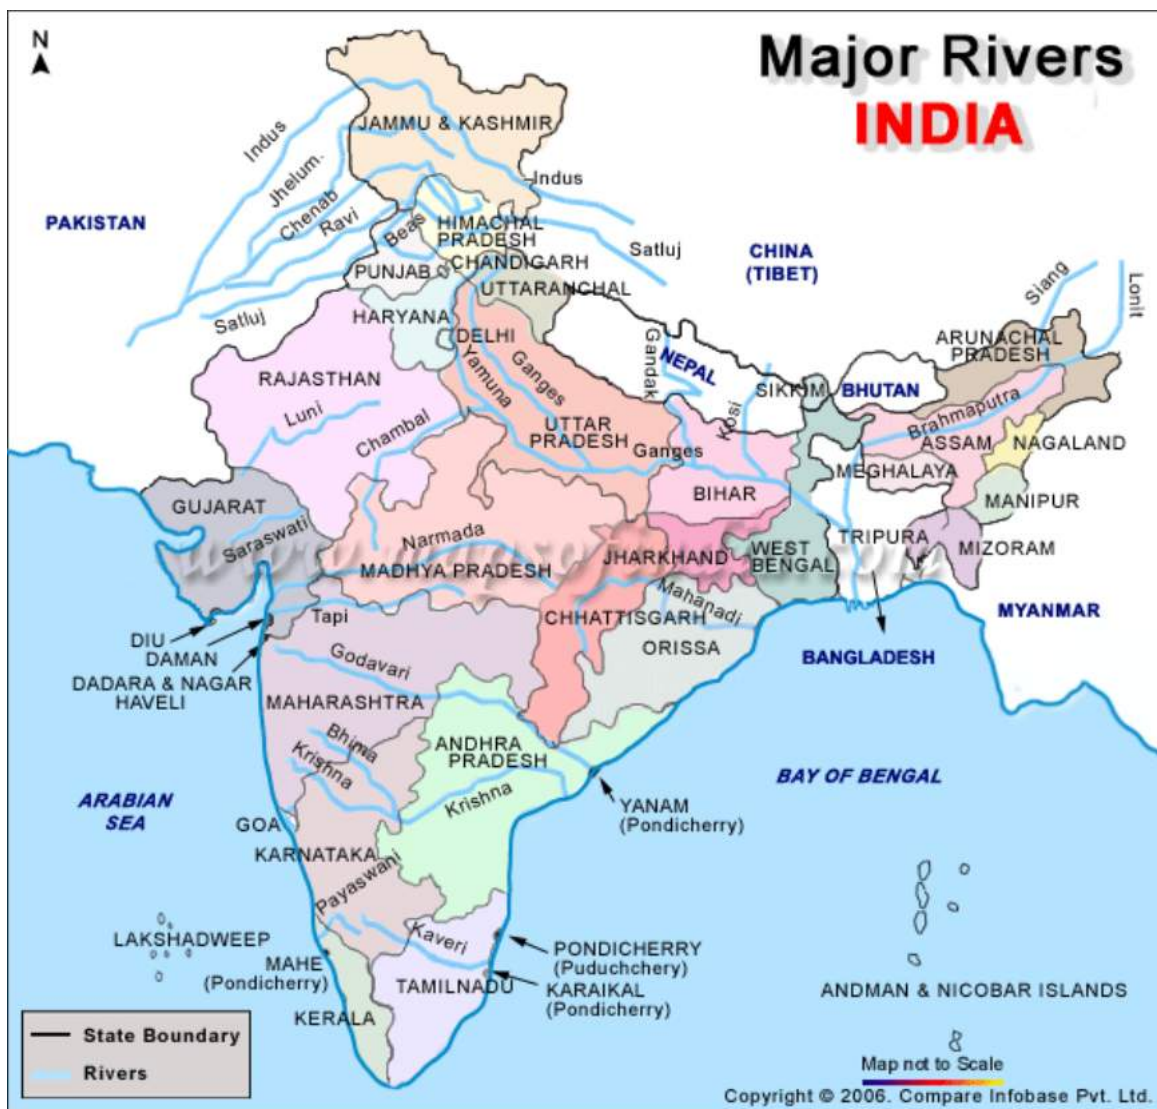 N
Major Rivers
INDIA
JAMMU & KASHMIR
Indus
Jhelum.
Indus
Chenab
Ravi
Beas
PAKISTAN
HIMACHAL
PRADESH
Satluj
CHINA
(TIBET)
CHANDIGARH
PUNJAB
UTTARANCHAL
Siang
Lonit
Satluj
HARYANA
DELHI
ARUNACHAL
PRADESH
Gandak
NEPAL
RAJASTHAN
Yamuna
Ganges
SIKKIM
BHUTAN
Luni
Chambal
Kosi
Brahmaputra
UTTAR
PRADESH
Ganges
ASSAM
NAGALAND
MEGHALAYA
GUJARAT
BIHAR
MANIPUR
Saraswati
Narmada
TRIPURA
MIZORAM
WEST
BENGAL
JHARKHAND
MADHYA PRADESH
Mahanadi
MYANMAR
Tapi
CHHATTISGARH
DIU
DAMAN
ORISSA
BANGLADESH
DADARA & NAGAR
HAVELI
Godavari
MAHARASHTRA
Bhima
Krishna
ANDHRA
PRADESH
BAY OF BENGAL
ARABIAN
SEA
Krishna
YANAM
(Pondicherry)
GOA
KARNATAKA
Payaswani
LAKSHADWEEP
Kaveri
PONDICHERRY
(Puduchchery)
MAHE
(Pondicherry)
TAMILNADU
KARAIKAL
(Pondicherry)
ANDMAN & NICOBAR ISLANDS
KERALA
State Boundary
Rivers
Map not to Scale
Copyright © 2006. Compare Infobase Pvt. Ltd.